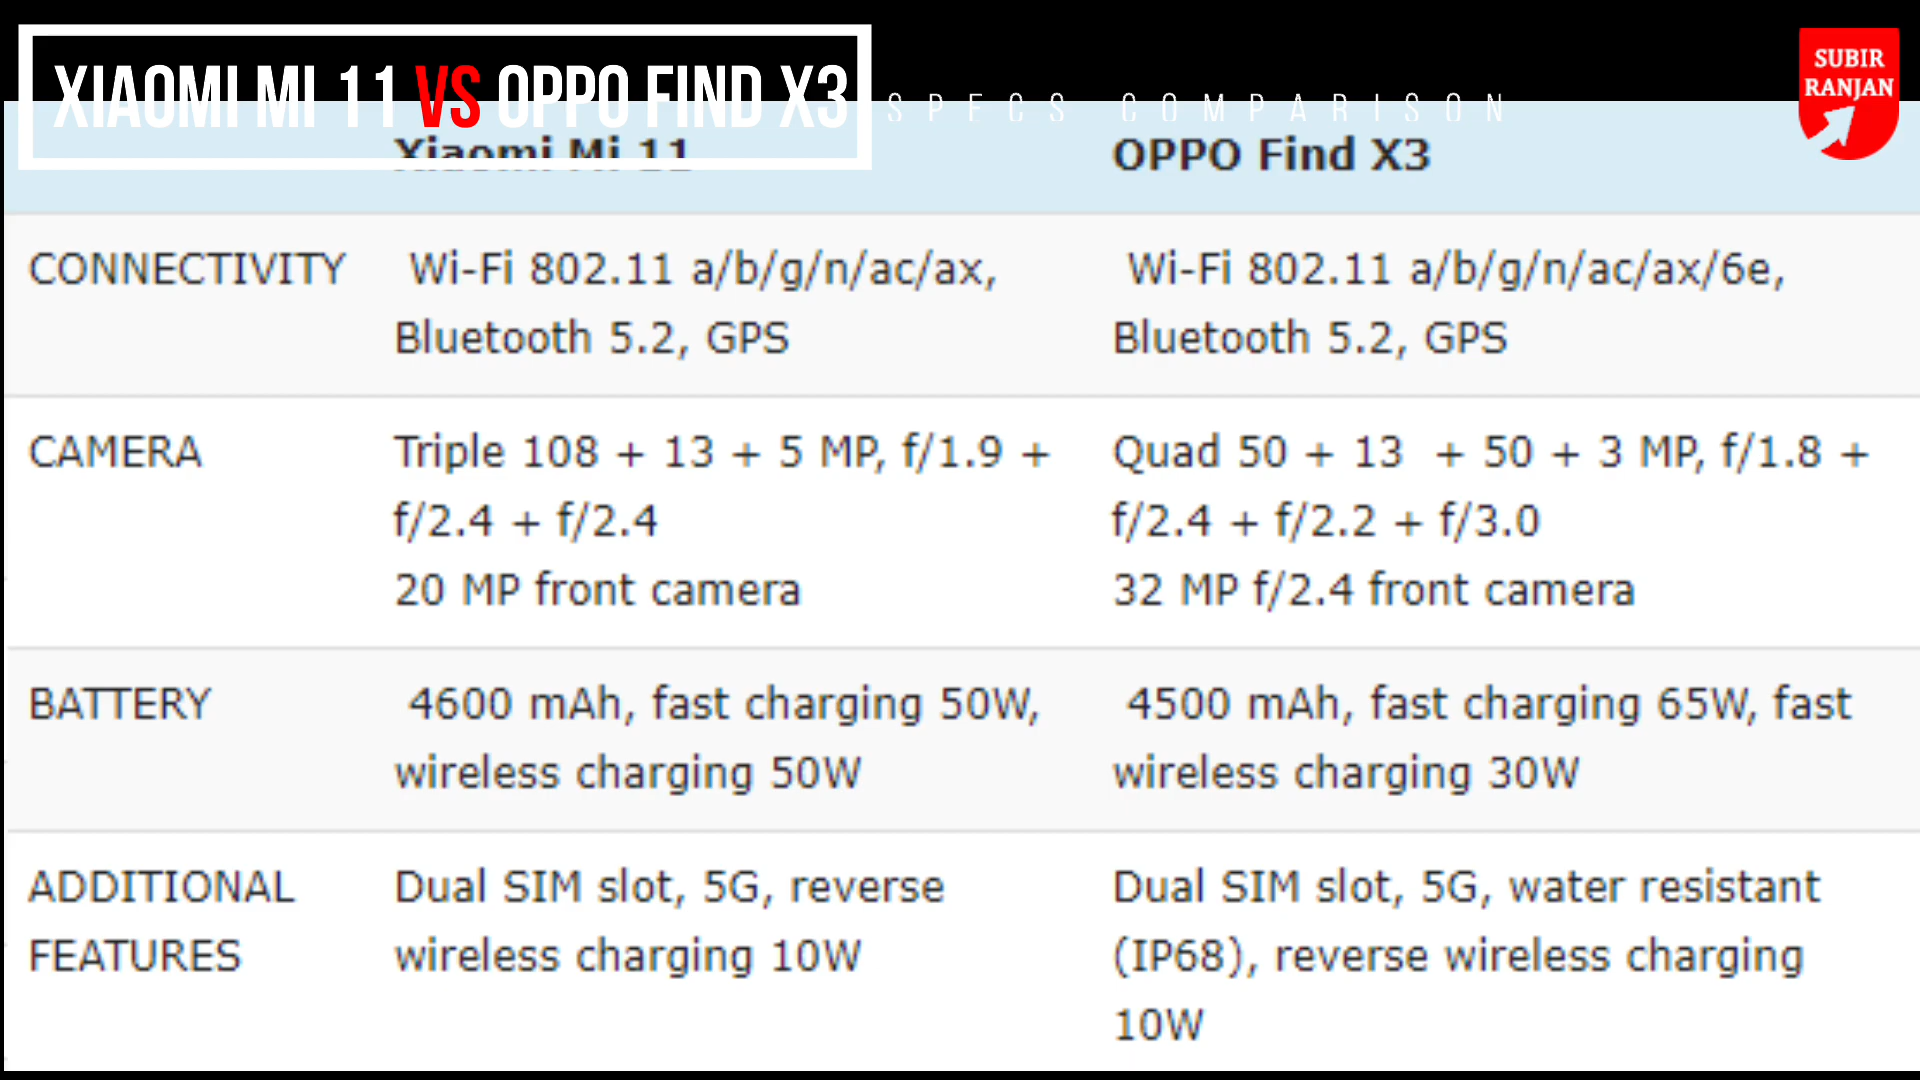 XIAOMI MI 11 VS OPPO FIND X3
SPECS COMPARISON
SUBIR
RANJAN
Xiaomi Mi 11 OPPO Find X3
CONNECTIVITY
Wi-Fi 802.11 a/b/g/n/ac/ax,
Bluetooth 5.2, GPS
Wi-Fi 802.11 a/b/g/n/ac/ax/6e,
Bluetooth 5.2, GPS
CAMERA
Triple 108 + 13 + 5 MP, f/1.9 +
f/2.4 + f/2.4
20 MP front camera
Quad 50 + 13 + 50 + 3 MP, f/1.8 +
f/2.4 + f/2.2 + f/3.0
32 MP f/2.4 front camera
BATTERY
4600 mAh, fast charging 50W,
wireless charging 50W
4500 mAh, fast charging 65W, fast
wireless charging 30W
ADDITIONAL
FEATURES
Dual SIM slot, 5G, reverse
wireless charging 10W
Dual SIM slot, 5G, water resistant
(IP68), reverse wireless charging
10W